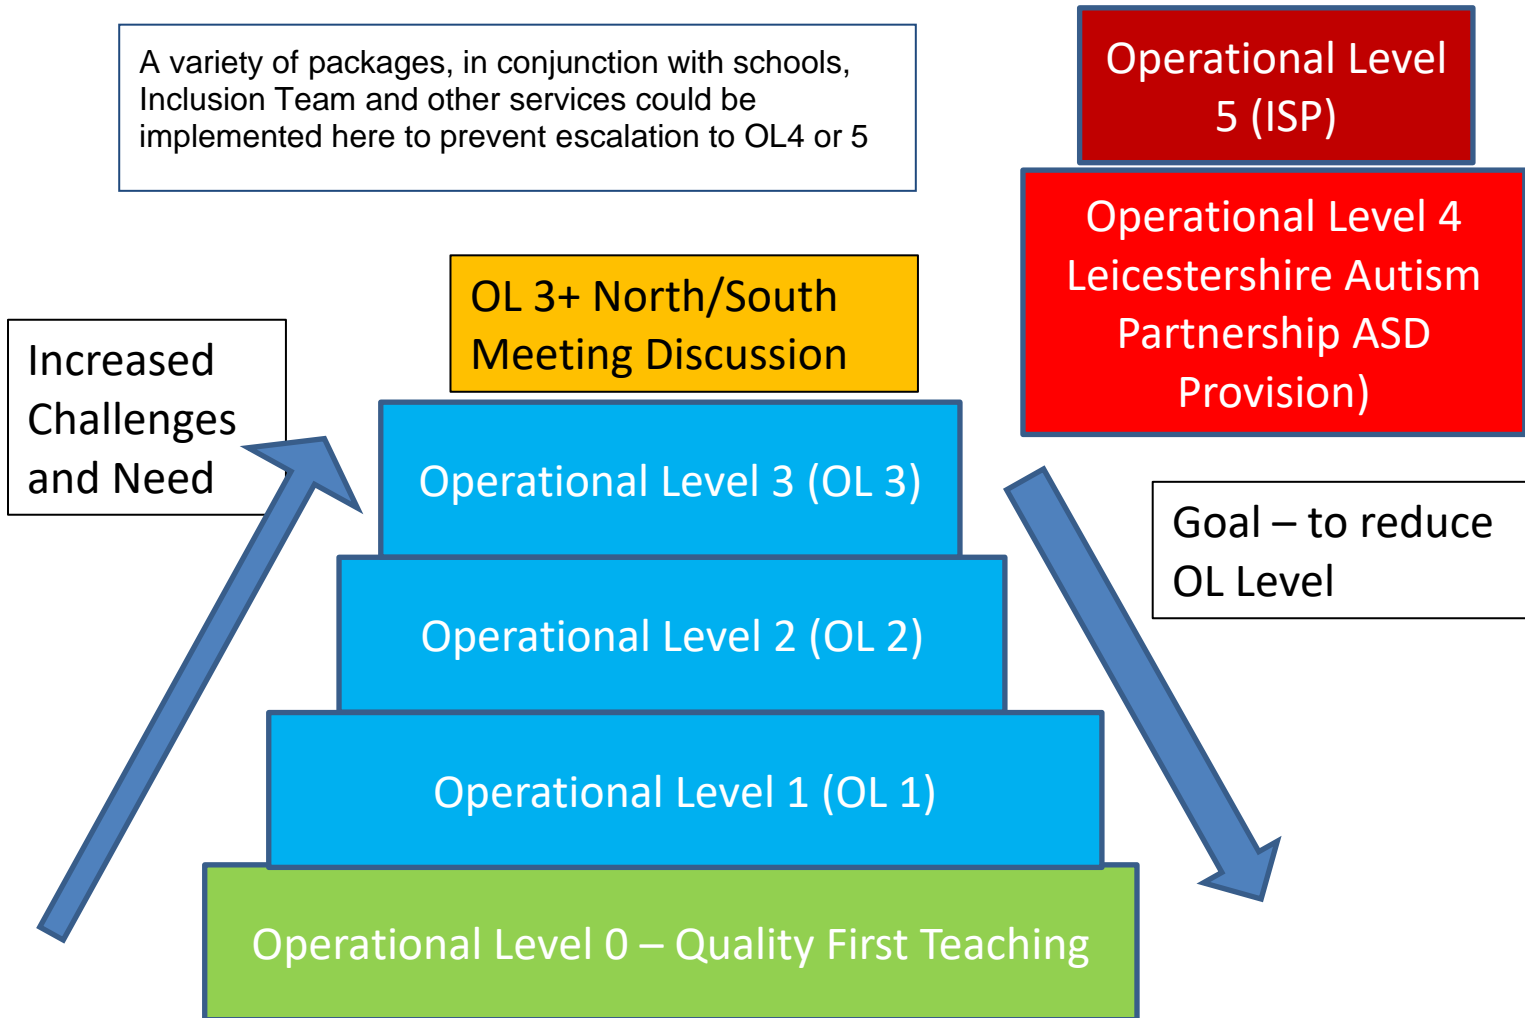 A variety of packages, in conjunction with schools,
Inclusion Team and other services could be
implemented here to prevent escalation to OL4 or 5
Operational Level
5 (ISP)
Operational Level 4
Leicestershire Autism
Partnership ASD
Provision)
OL 3+ North/South
Meeting Discussion
Increased
Challenges
and Need
Operational Level 3 (OL 3)
Goal – to reduce
OL Level
Operational Level 2 (OL 2)
Operational Level 1 (OL 1)
Operational Level 0 – Quality First Teaching